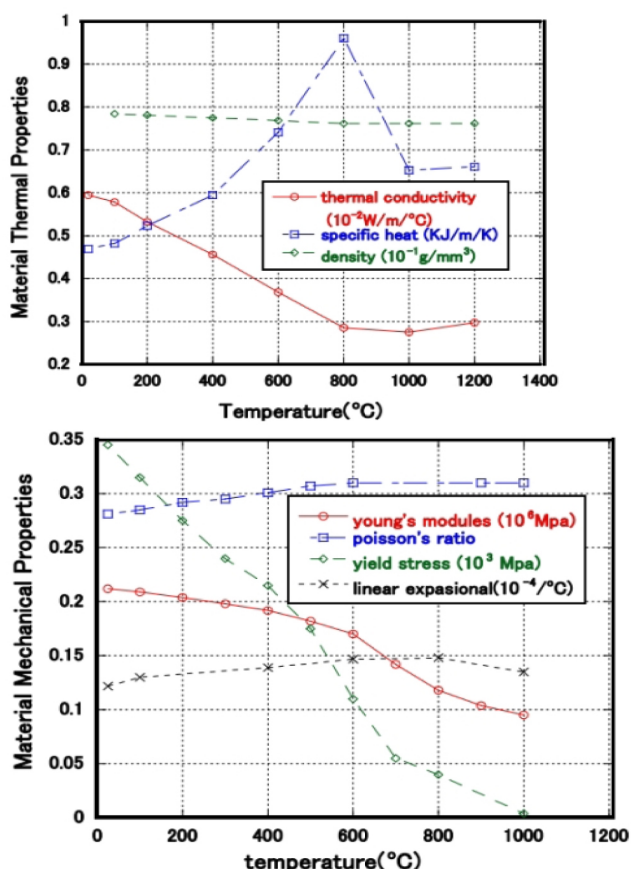 Material Thermal Properties
1
0.9
0.8
0.7
0.6
0.5
0.4
0.3
0.2
thermal conductivity
(10⁻²W/m/°C)
specific heat (KJ/m/K)
density (10⁻¹g/mm³)
0 200 400 600 800 1000 1200 1400
Temperature(°C)
Material Mechanical Properties
0.35
0.3
0.25
0.2
0.15
0.1
0.05
0
young's modules (10⁶Mpa)
poisson's ratio
yield stress (10³ Mpa)
linear expasional(10⁻⁴/°C)
0 200 400 600 800 1000 1200
temperature(°C)